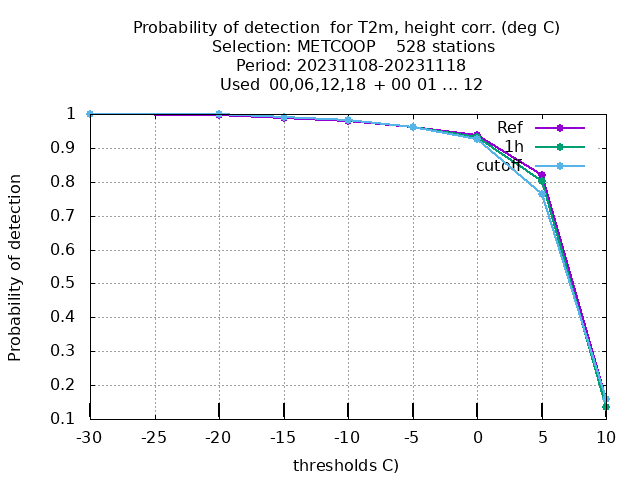 Probability of detection  for T2m, height corr. (deg C)
Selection: METCOOP    528 stations
Period: 20231108-20231118
Used  00,06,12,18  + 00 01 ... 12
Probability of detection
1
0.9
0.8
0.7
0.6
0.5
0.4
0.3
0.2
0.1
Ref
1h
cutoff
-30 -25 -20 -15 -10 -5 0 5 10
thresholds C)